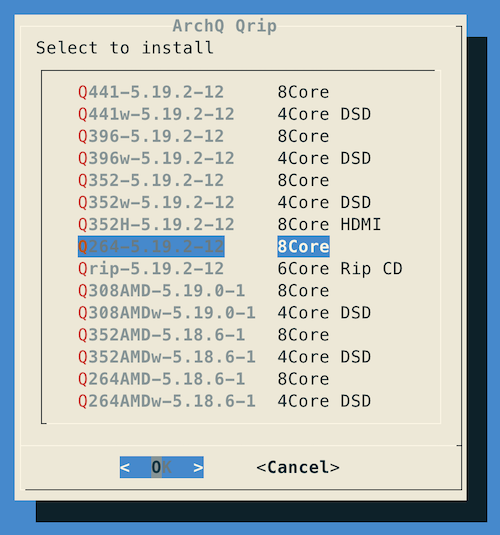 ArchQ Qrip
Select to install
Q441-5.19.2-12 8Core
Q441w-5.19.2-12 4Core DSD
Q396-5.19.2-12 8Core
Q396w-5.19.2-12 4Core DSD
Q352-5.19.2-12 8Core
Q352w-5.19.2-12 4Core DSD
Q352H-5.19.2-12 8Core HDMI
Q264-5.19.2-12 8Core
Qrip-5.19.2-12 6Core Rip CD
Q308AMD-5.19.0-1 8Core
Q308AMDw-5.19.0-1 4Core DSD
Q352AMD-5.18.6-1 8Core
Q352AMDw-5.18.6-1 4Core DSD
Q264AMD-5.18.6-1 8Core
Q264AMDw-5.18.6-1 4Core DSD
< OK > <Cancel>